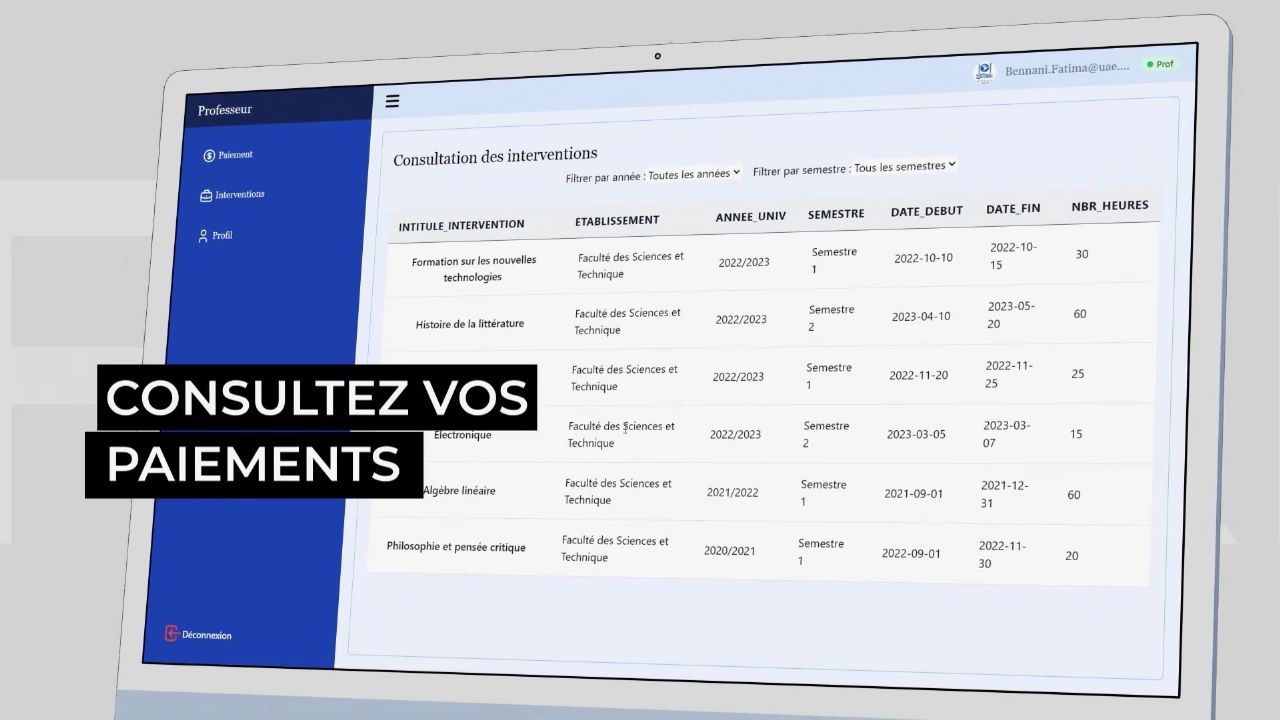 Professeur
Bennani.Fatima@uae....
Prof
Paiement
Interventions
Profil
Déconnexion
Consultation des interventions
Filtrer par année : Toutes les années
Filtrer par semestre : Tous les semestres
INTITULE_INTERVENTION ETABLISSEMENT ANNEE_UNIV SEMESTRE DATE_DEBUT DATE_FIN NBR_HEURES
Formation sur les nouvelles
technologies
Faculté des Sciences et
Technique
2022/2023
Semestre
1
2022-10-10
2022-10-
15
30
Histoire de la littérature
Faculté des Sciences et
Technique
2022/2023
Semestre
2
2023-04-10
2023-05-
20
60
Faculté des Sciences et
Technique
2022/2023
Semestre
1
2022-11-20
2022-11-
25
25
Electronique
Faculté des Sciences et
Technique
2022/2023
Semestre
2
2023-03-05
2023-03-
07
15
Algèbre linéaire
Faculté des Sciences et
Technique
2021/2022
Semestre
1
2021-09-01
2021-12-
31
60
Philosophie et pensée critique
Faculté des Sciences et
Technique
2020/2021
Semestre
1
2022-09-01
2022-11-
30
20
CONSULTEZ VOS
PAIEMENTS